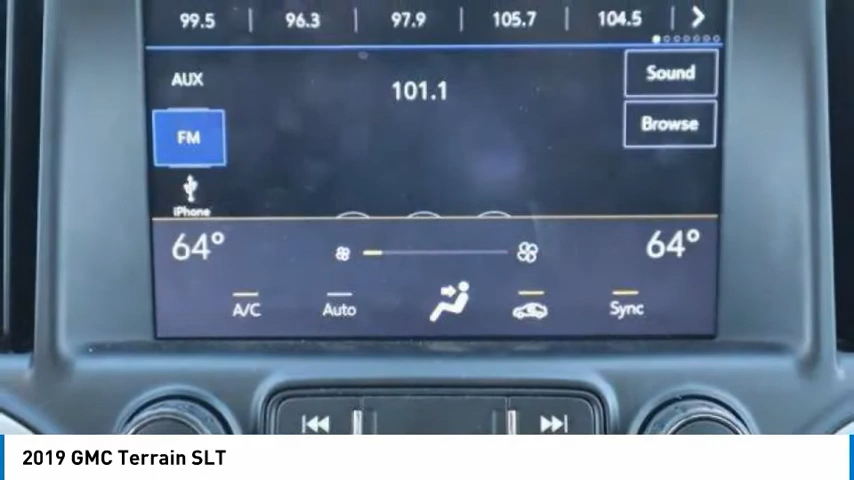 99.5 | 96.3 | 97.9 | 105.7 | 104.5
AUX
101.1
Sound
FM
Browse
iPhone
64° 64°
A/C Auto Sync
2019 GMC Terrain SLT